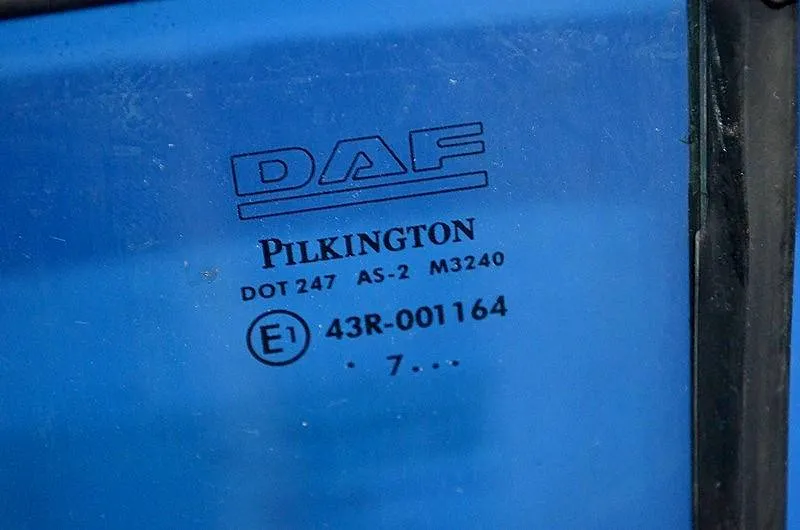 DAF
PILKINGTON
DOT 247 AS-2 M3240
E1 43R-001164
. 7...